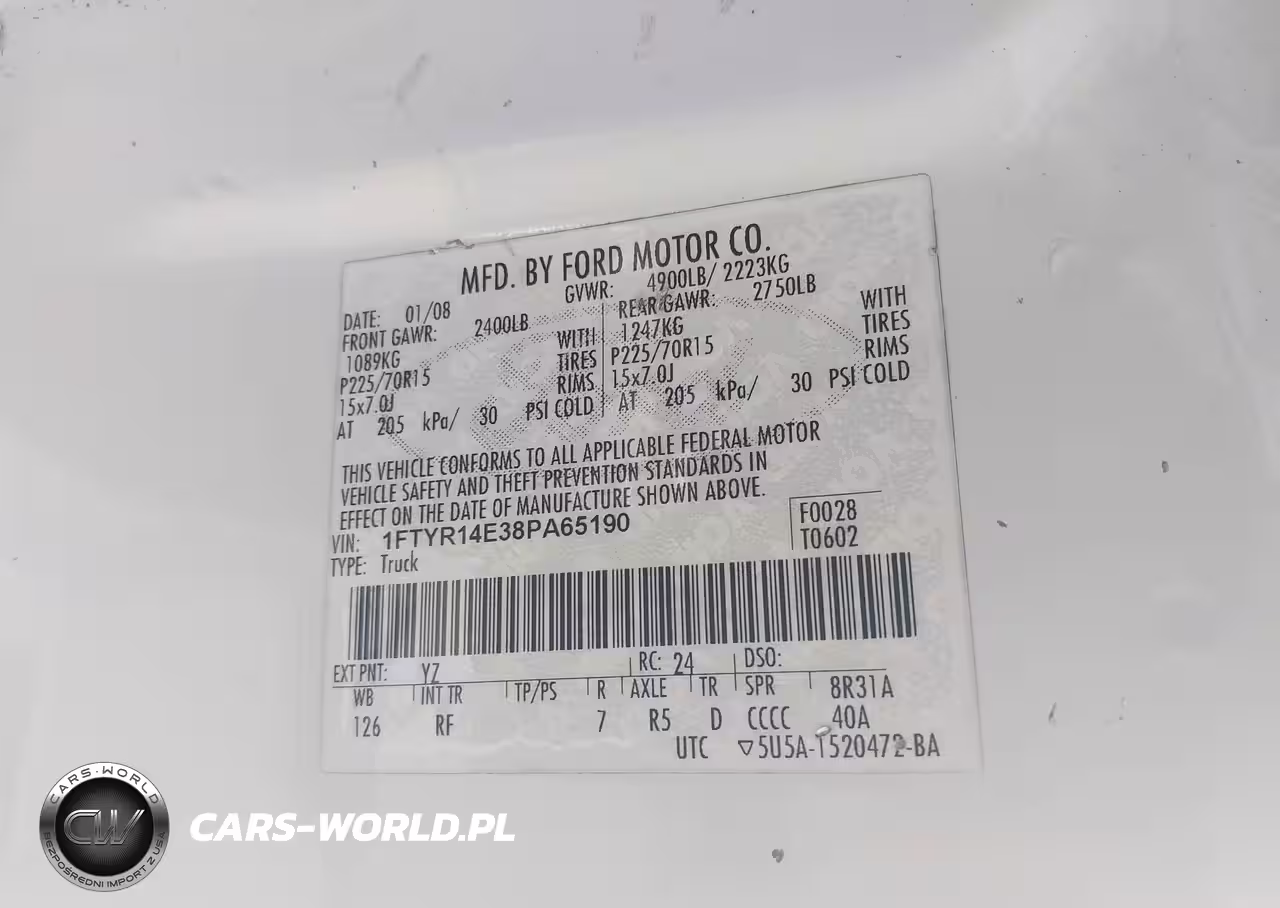 MFD. BY FORD MOTOR CO.
DATE: 01/08 GVWR: 4900LB/ 2223KG
FRONT GAWR: 2400LB REAR GAWR: 2750LB
1089KG WITH 1247KG WITH
P225/70R15 TIRES P225/70R15 TIRES
15x7.0J RIMS 15x7.0J RIMS
AT 205 kPa/ 30 PSI COLD AT 205 kPa/ 30 PSI COLD
THIS VEHICLE CONFORMS TO ALL APPLICABLE FEDERAL MOTOR
VEHICLE SAFETY AND THEFT PREVENTION STANDARDS IN
EFFECT ON THE DATE OF MANUFACTURE SHOWN ABOVE.
VIN: 1FTYR14E38PA65190 F0028
TYPE: Truck T0602
EXT PNT: YZ RC: 24 DSO:
WB INT TR TP/PS R AXLE TR SPR 8R31A
126 RF 7 R5 D CCCC 40A
UTC ▽5U5A-1520472-BA
CARS-WORLD
CW
BEZPOŚREDNI IMPORT Z USA
CARS-WORLD.PL